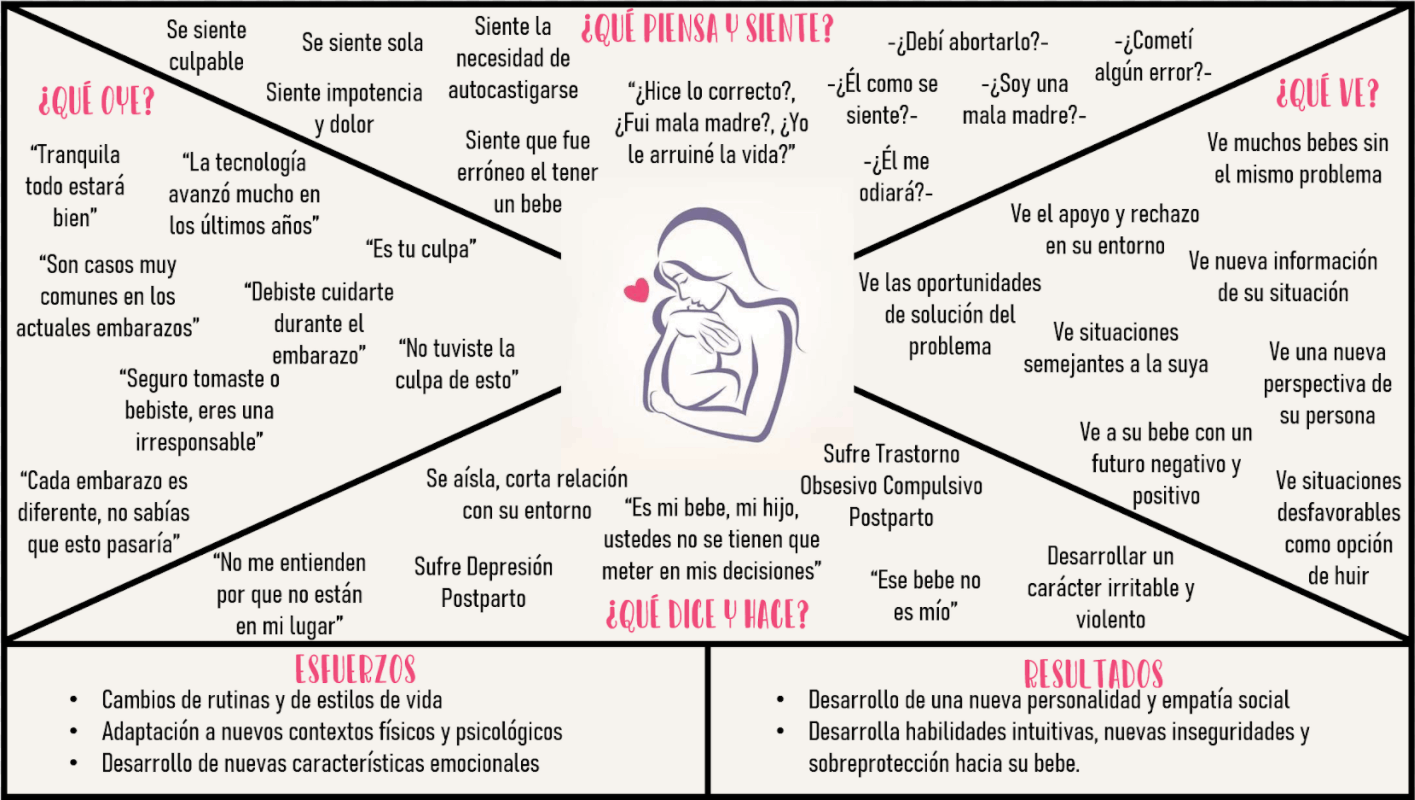 ¿QUÉ PIENSA Y SIENTE?
Se siente
culpable
Se siente sola
Siente la
necesidad de
autocastigarse
Siente impotencia
y dolor
Siente que fue
erróneo el tener
un bebe
“¿Hice lo correcto?,
¿Fui mala madre?, ¿Yo
le arruiné la vida?”
-¿Debí abortarlo?-
-¿Cometí
algún error?-
-¿Él como se
siente?-
-¿Soy una
mala madre?-
-¿Él me
odiará?-
¿QUÉ OYE?
“Tranquila
todo estará
bien”
“La tecnología
avanzó mucho en
los últimos años”
“Es tu culpa”
“Son casos muy
comunes en los
actuales embarazos”
“Debiste cuidarte
durante el
embarazo”
“No tuviste la
culpa de esto”
“Seguro tomaste o
bebiste, eres una
irresponsable”
“Cada embarazo es
diferente, no sabías
que esto pasaría”
¿QUÉ VE?
Ve muchos bebes sin
el mismo problema
Ve el apoyo y rechazo
en su entorno
Ve nueva información
de su situación
Ve las oportunidades
de solución del
problema
Ve situaciones
semejantes a la suya
Ve una nueva
perspectiva de
su persona
Ve a su bebe con un
futuro negativo y
positivo
Ve situaciones
desfavorables
como opción
de huir
Se aísla, corta relación
con su entorno
“Es mi bebe, mi hijo,
ustedes no se tienen que
meter en mis decisiones”
Sufre Trastorno
Obsesivo Compulsivo
Postparto
“No me entienden
por que no están
en mi lugar”
Sufre Depresión
Postparto
“Ese bebe no
es mío”
Desarrollar un
carácter irritable y
violento
¿QUÉ DICE Y HACE?
ESFUERZOS
• Cambios de rutinas y de estilos de vida
• Adaptación a nuevos contextos físicos y psicológicos
• Desarrollo de nuevas características emocionales
RESULTADOS
• Desarrollo de una nueva personalidad y empatía social
• Desarrolla habilidades intuitivas, nuevas inseguridades y
sobreprotección hacia su bebe.